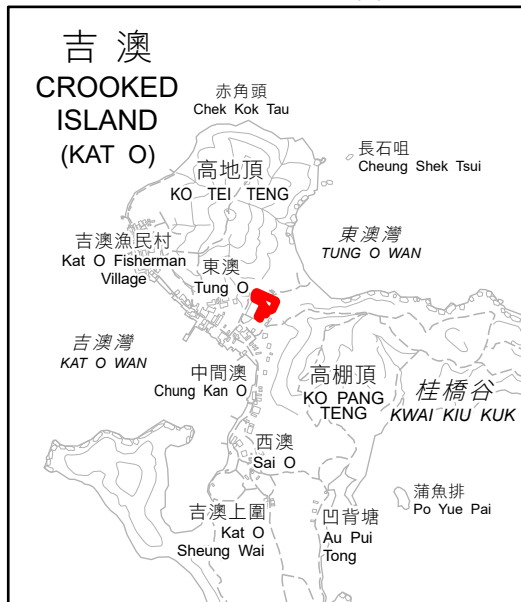 吉 澳
CROOKED
ISLAND
(KAT O)
赤角頭
Chek Kok Tau
長石咀
Cheung Shek Tsui
高地頂
KO TEI TENG
吉澳漁民村
Kat O Fisherman
Village
東澳灣
TUNG O WAN
東澳
Tung O
吉澳灣
KAT O WAN
中間澳
Chung Kan O
高棚頂
KO PANG
TENG
桂橋谷
KWAI KIU KUK
西澳
Sai O
吉澳上圍
Kat O
Sheung Wai
凹背塘
Au Pui
Tong
蒲魚排
Po Yue Pai